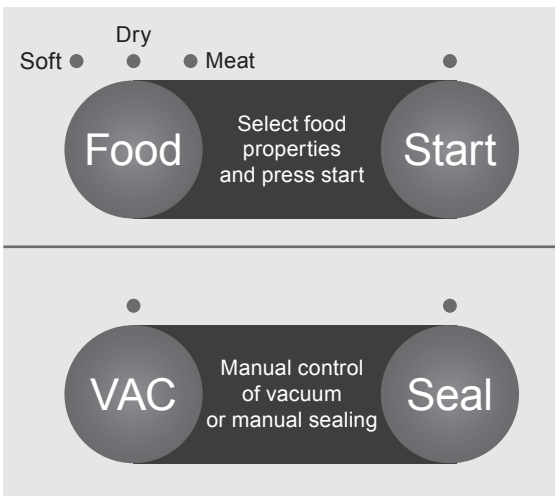 Dry
Soft
Meat
Food
Select food
properties
and press start
Start
VAC
Manual control
of vacuum
or manual sealing
Seal